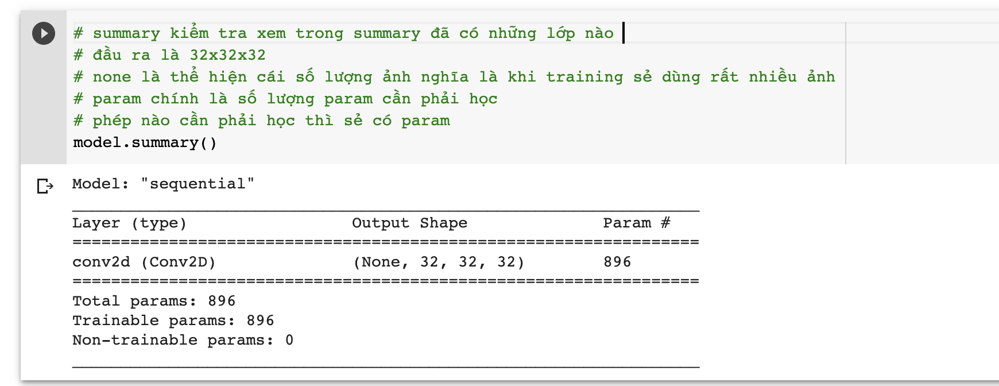 # summary kiểm tra xem trong summary đã có những lớp nào
# đầu ra là 32x32x32
# none là thể hiện cái số lượng ảnh nghĩa là khi training sẻ dùng rất nhiều ảnh
# param chính là số lượng param cần phải học
# phép nào cần phải học thì sẻ có param
model.summary()
Model: "sequential"
_________________________________________________________________
Layer (type)                 Output Shape              Param #
=================================================================
conv2d (Conv2D)              (None, 32, 32, 32)        896
=================================================================
Total params: 896
Trainable params: 896
Non-trainable params: 0
_________________________________________________________________